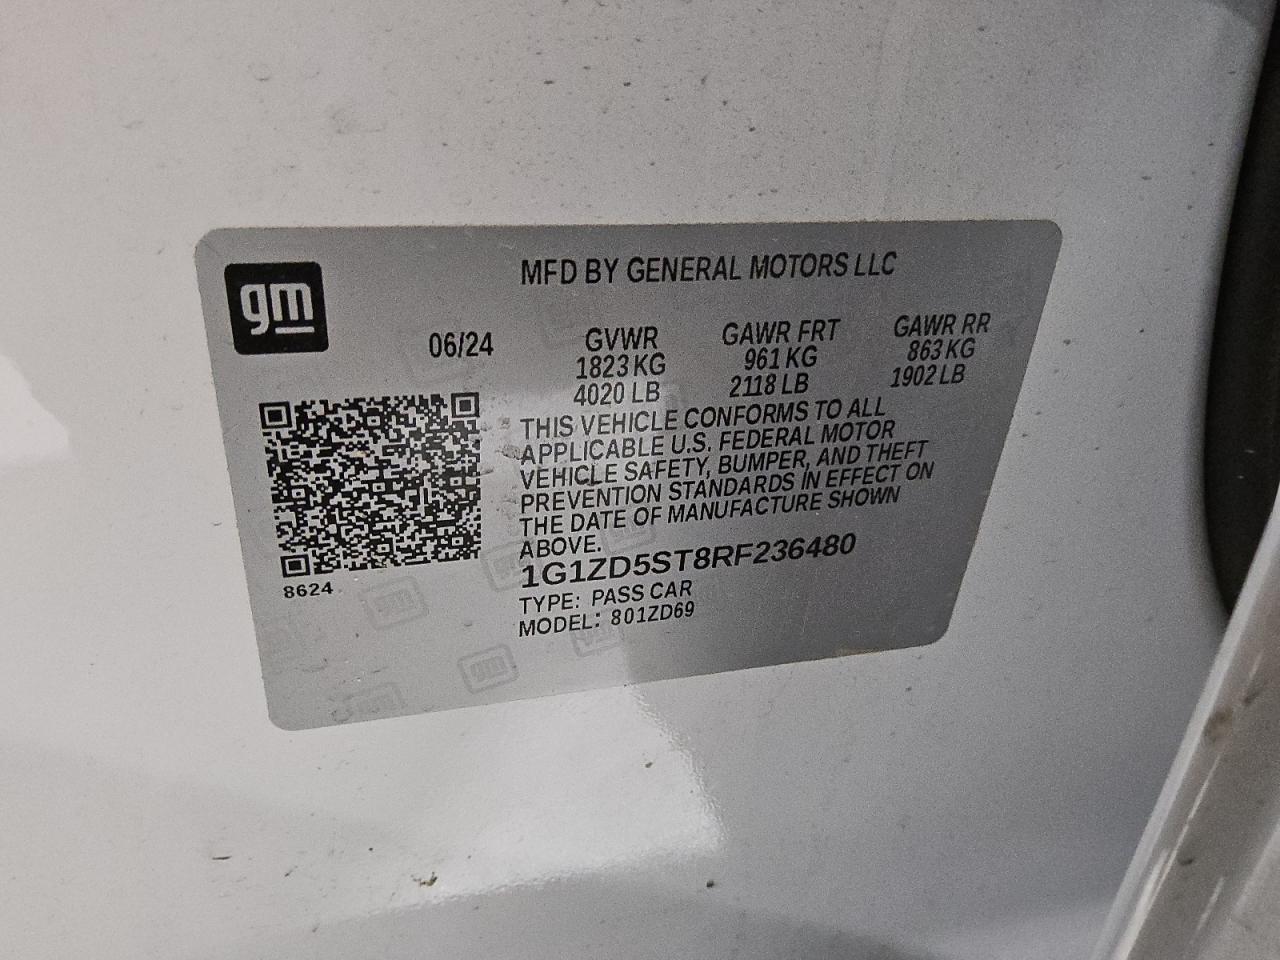 gm
MFD BY GENERAL MOTORS LLC
06/24
GVWR
1823 KG
4020 LB
GAWR FRT
961 KG
2118 LB
GAWR RR
863 KG
1902 LB
THIS VEHICLE CONFORMS TO ALL
APPLICABLE U.S. FEDERAL MOTOR
VEHICLE SAFETY, BUMPER, AND THEFT
PREVENTION STANDARDS IN EFFECT ON
THE DATE OF MANUFACTURE SHOWN
ABOVE.
1G1ZD5ST8RF236480
TYPE: PASS CAR
MODEL: 801ZD69
8624